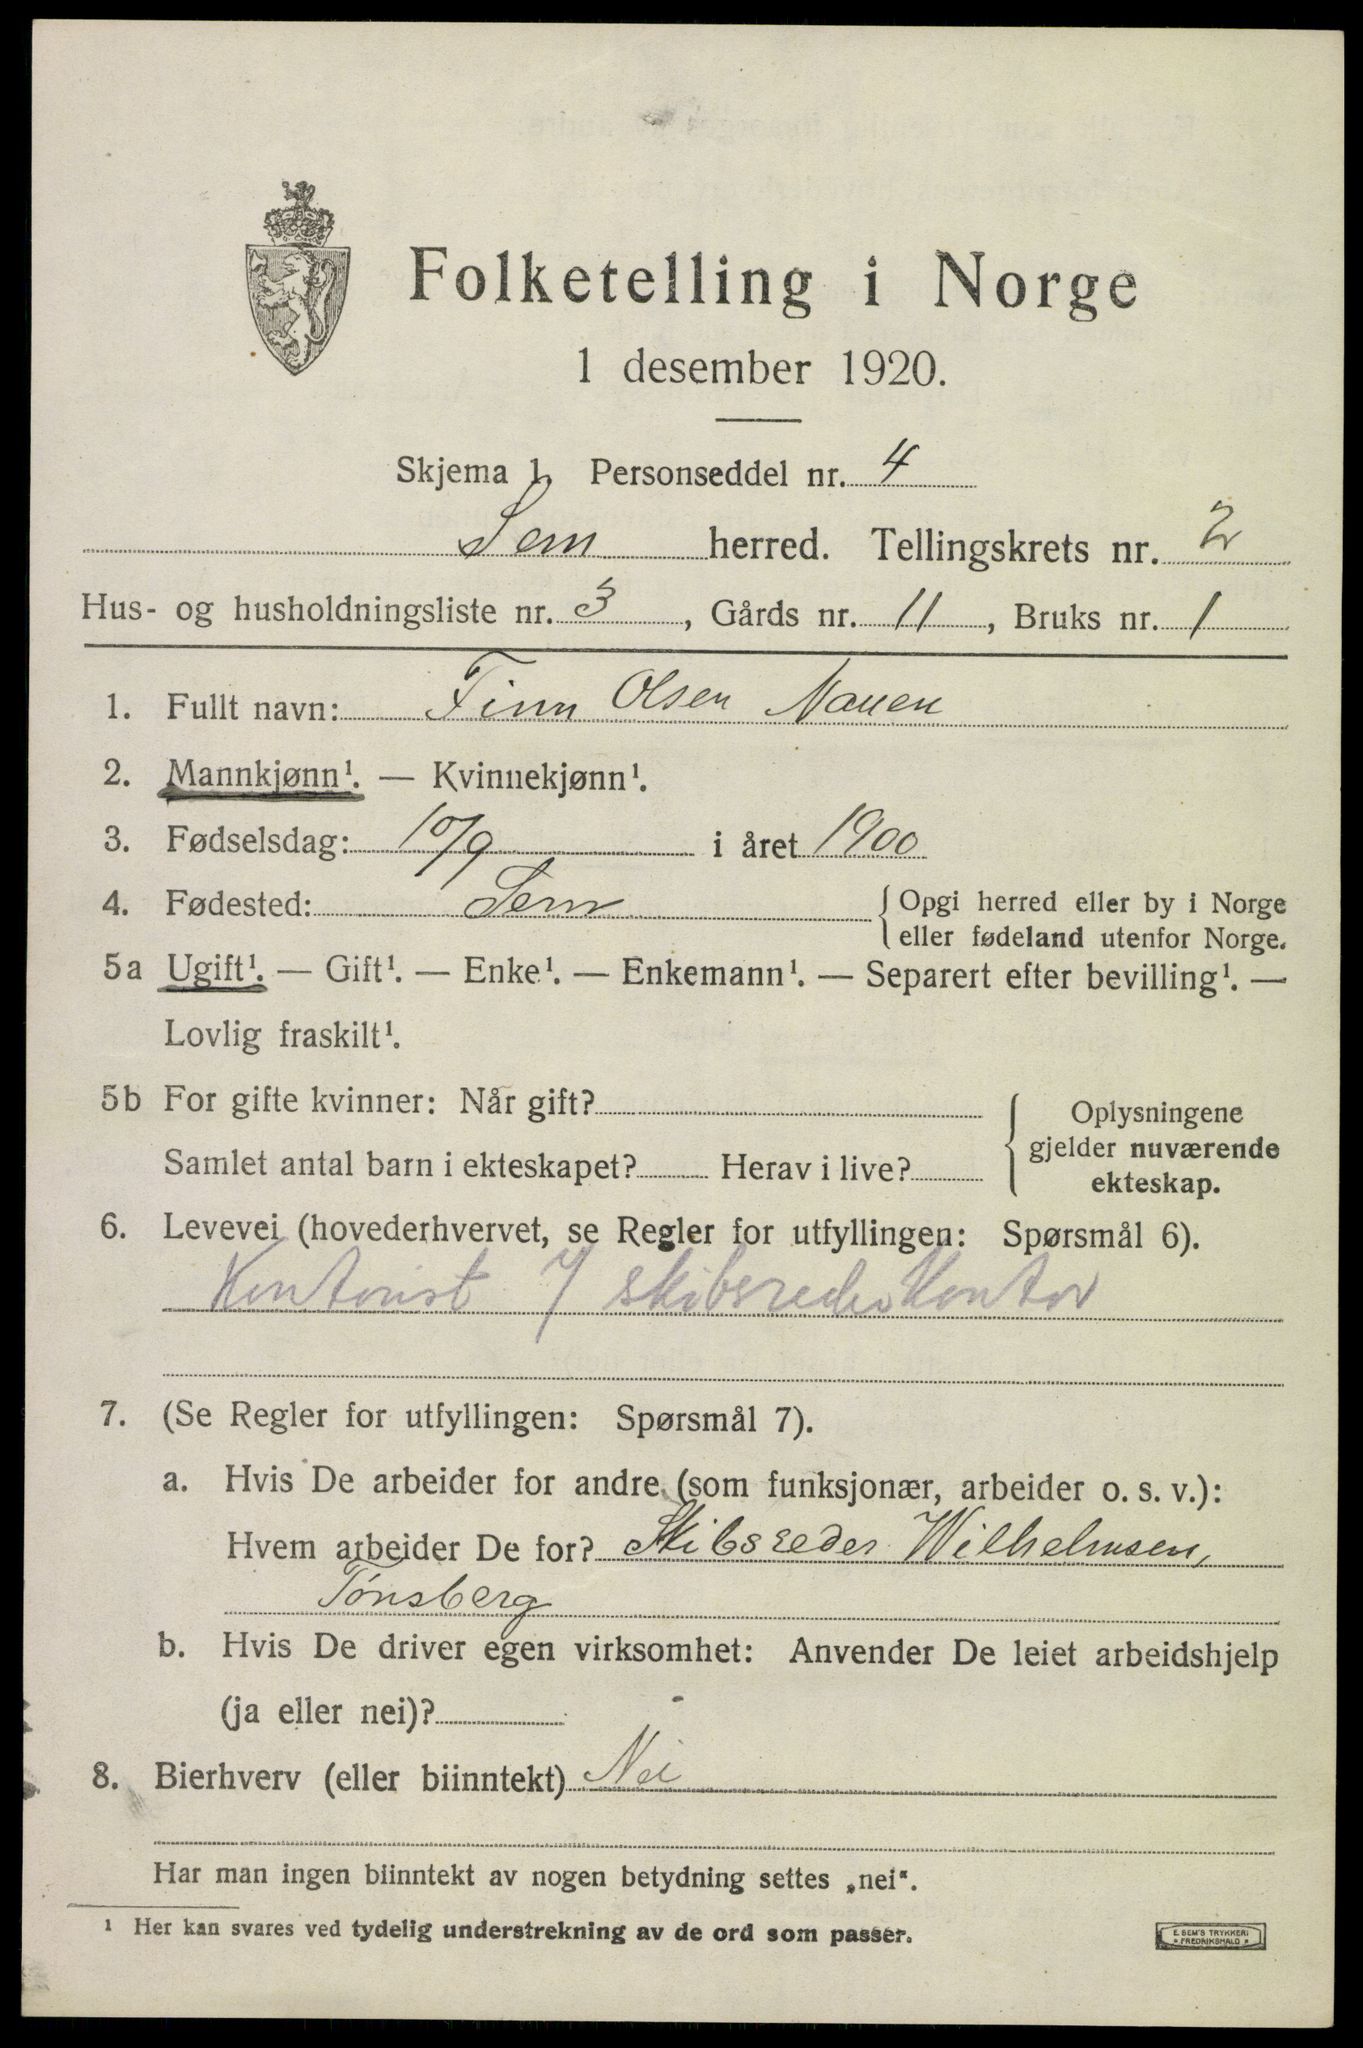 Folketelling i Norge
1 desember 1920.
Skjema 1. Personseddel nr. 4
Sem herred. Tellingskrets nr. 2
Hus- og husholdningsliste nr. 3, Gårds nr. 11, Bruks nr. 1
1. Fullt navn: Finn Olsen Nauen
2. Mannkjønn¹. — Kvinnekjønn¹.
3. Fødselsdag: 10/9 i året 1900
4. Fødested: Sem { Opgi herred eller by i Norge
eller fødeland utenfor Norge.
5a Ugift¹. — Gift¹. — Enke¹. — Enkemann¹. — Separert efter bevilling¹. —
Lovlig fraskilt¹.
5b For gifte kvinner: Når gift?
Samlet antal barn i ekteskapet? Herav i live?
{ Oplysningene
gjelder nuværende
ekteskap.
6. Levevei (hovederhvervet, se Regler for utfyllingen: Spørsmål 6).
Kontorist / skibsrederkontor
7. (Se Regler for utfyllingen: Spørsmål 7).
a. Hvis De arbeider for andre (som funksjonær, arbeider o. s. v.):
Hvem arbeider De for? Skibsreder Wilhelmsen,
Tønsberg
b. Hvis De driver egen virksomhet: Anvender De leiet arbeidshjelp
(ja eller nei)? -
8. Bierhverv (eller biinntekt) Nei
Har man ingen biinntekt av nogen betydning settes „nei“.
¹ Her kan svares ved tydelig understrekning av de ord som passer.
E. SEM'S TRYKKERI
* FREDRIKSHALD *